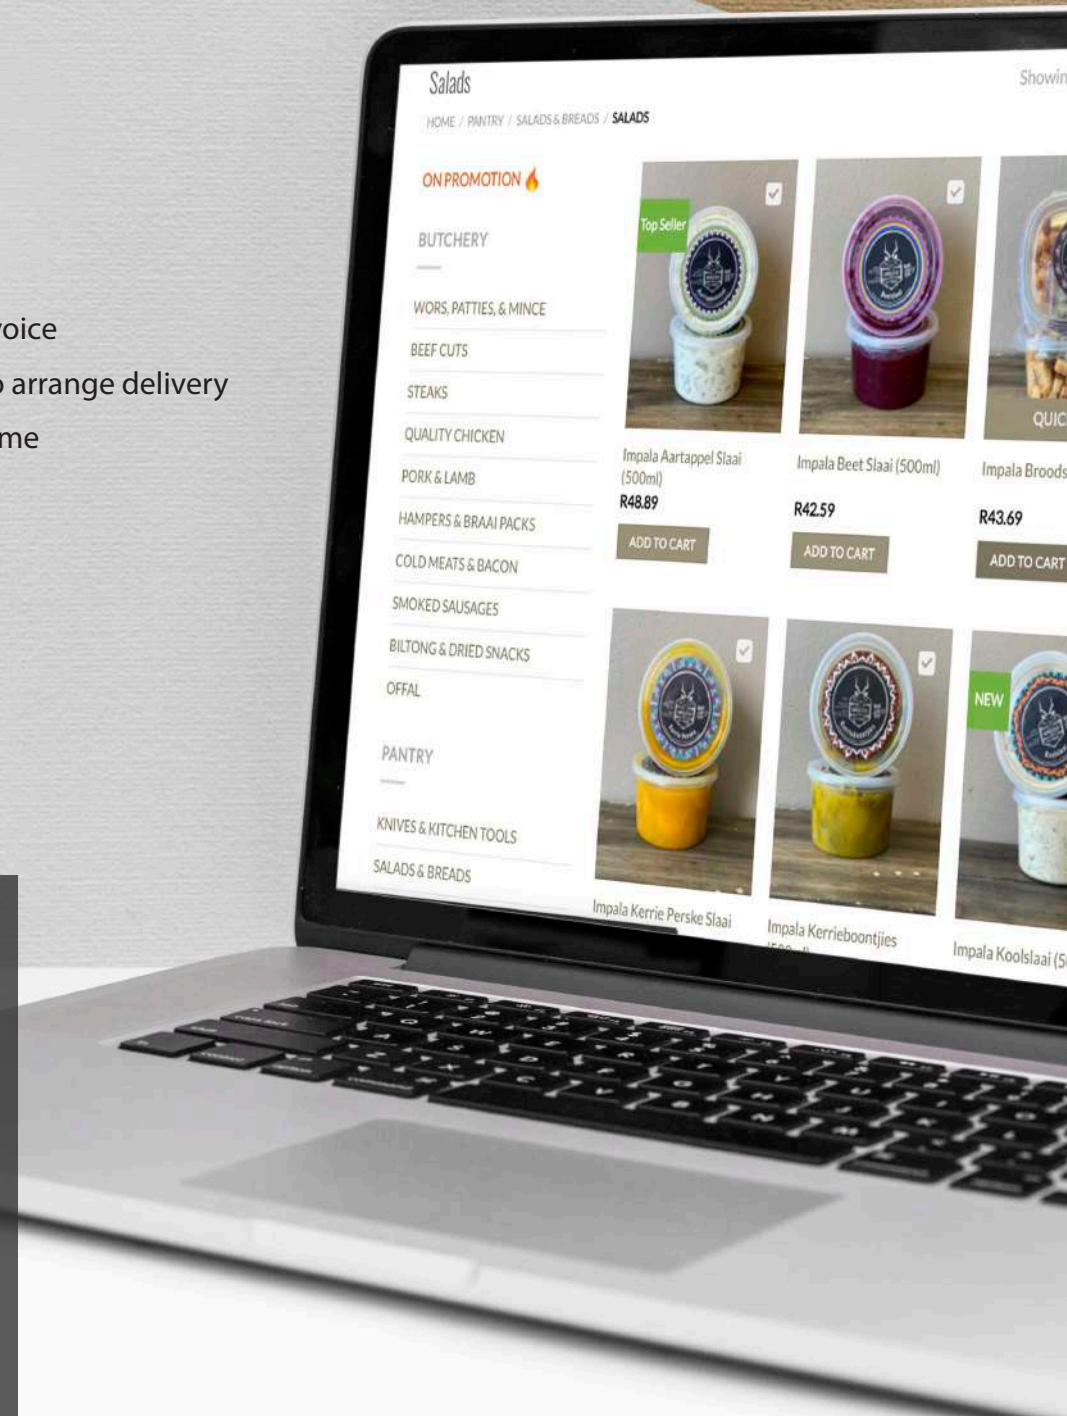 Salads
Showin
HOME / PANTRY / SALADS & BREADS / SALADS
ON PROMOTION
BUTCHERY
WORS, PATTIES, & MINCE
BEEF CUTS
STEAKS
QUALITY CHICKEN
PORK & LAMB
HAMPERS & BRAAI PACKS
COLD MEATS & BACON
SMOKED SAUSAGES
BILTONG & DRIED SNACKS
OFFAL
PANTRY
KNIVES & KITCHEN TOOLS
SALADS & BREADS
Top Seller
Impala Aartappel Slaai
(500ml)
R48.89
ADD TO CART
Impala Beet Slaai (500ml)
R42.59
ADD TO CART
QUIC
Impala Broods
R43.69
ADD TO CART
Impala Kerrie Perske Slaai
Impala Kerrieboontjies
NEW
Impala Koolslaai (5
voice
arrange delivery
me